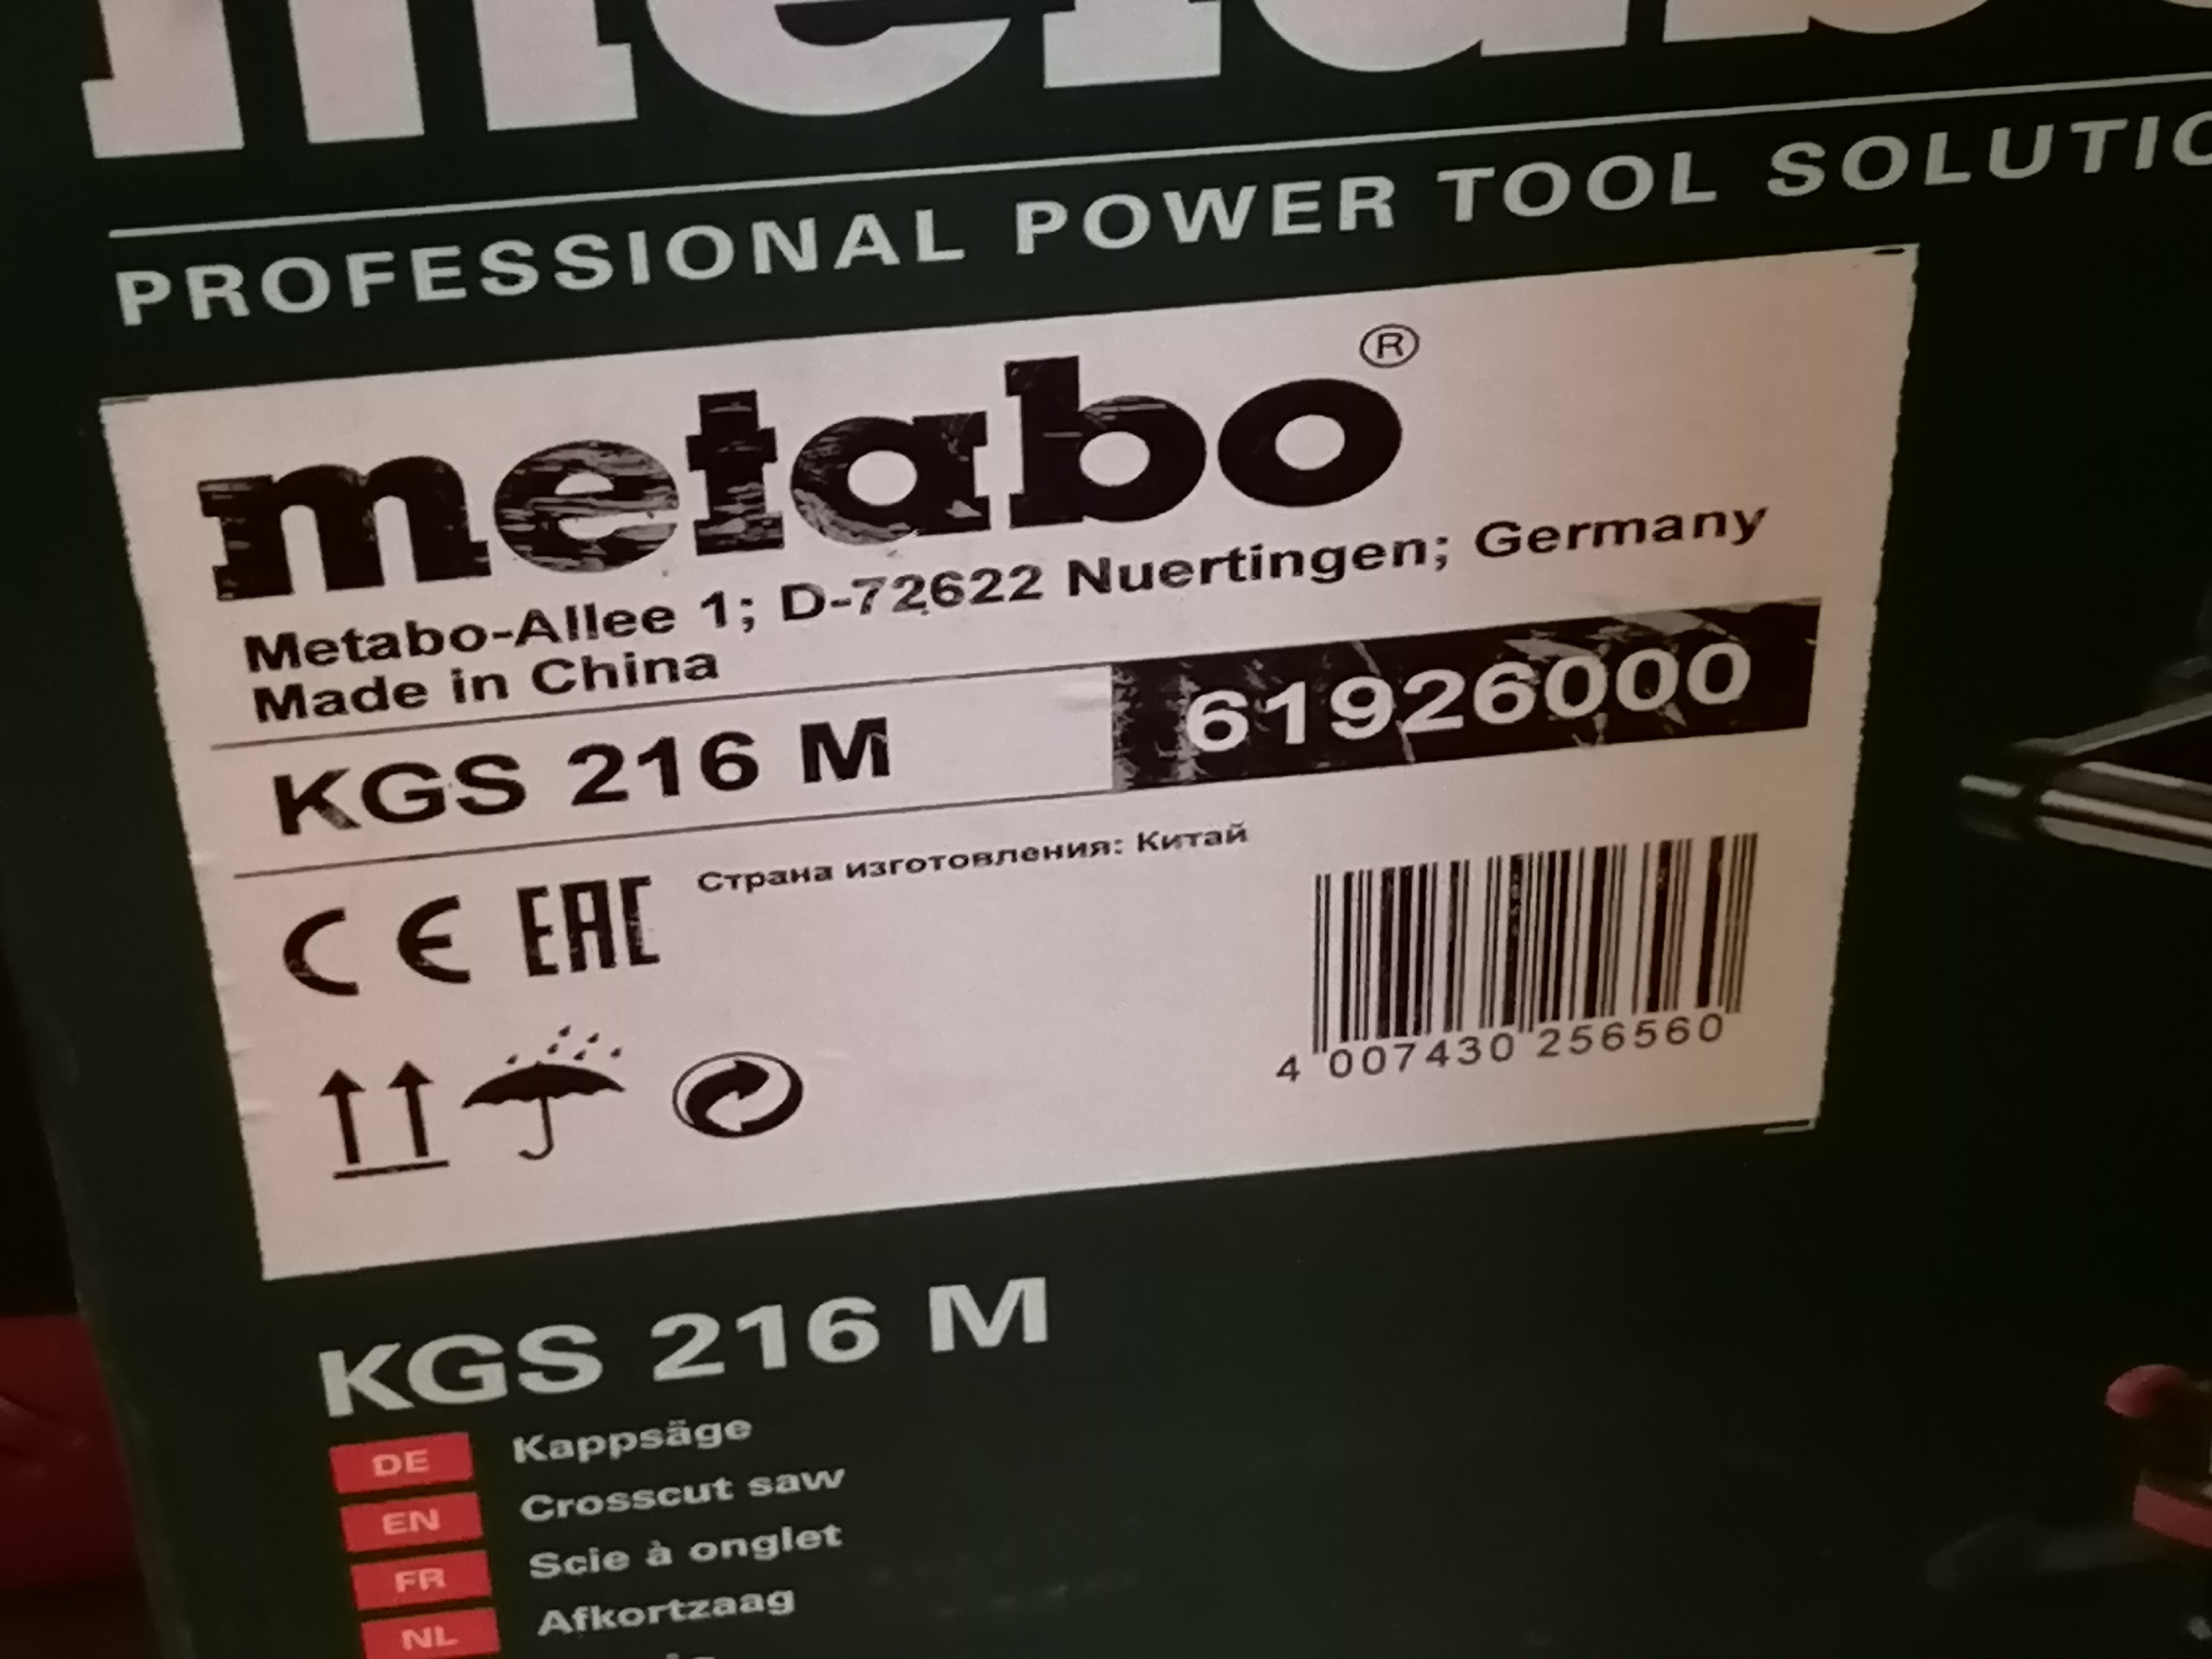 metabo
PROFESSIONAL POWER TOOL
metabo®
Metabo-Allee 1; D-72622 Nuertingen; Germany
Made in China
KGS 216 M 61926000
CE EAC Страна изготовления: Китай
4 007430 256560
KGS 216 M
DE Kappsäge
EN Crosscut saw
FR Scie à onglet
NL Afkortzaag